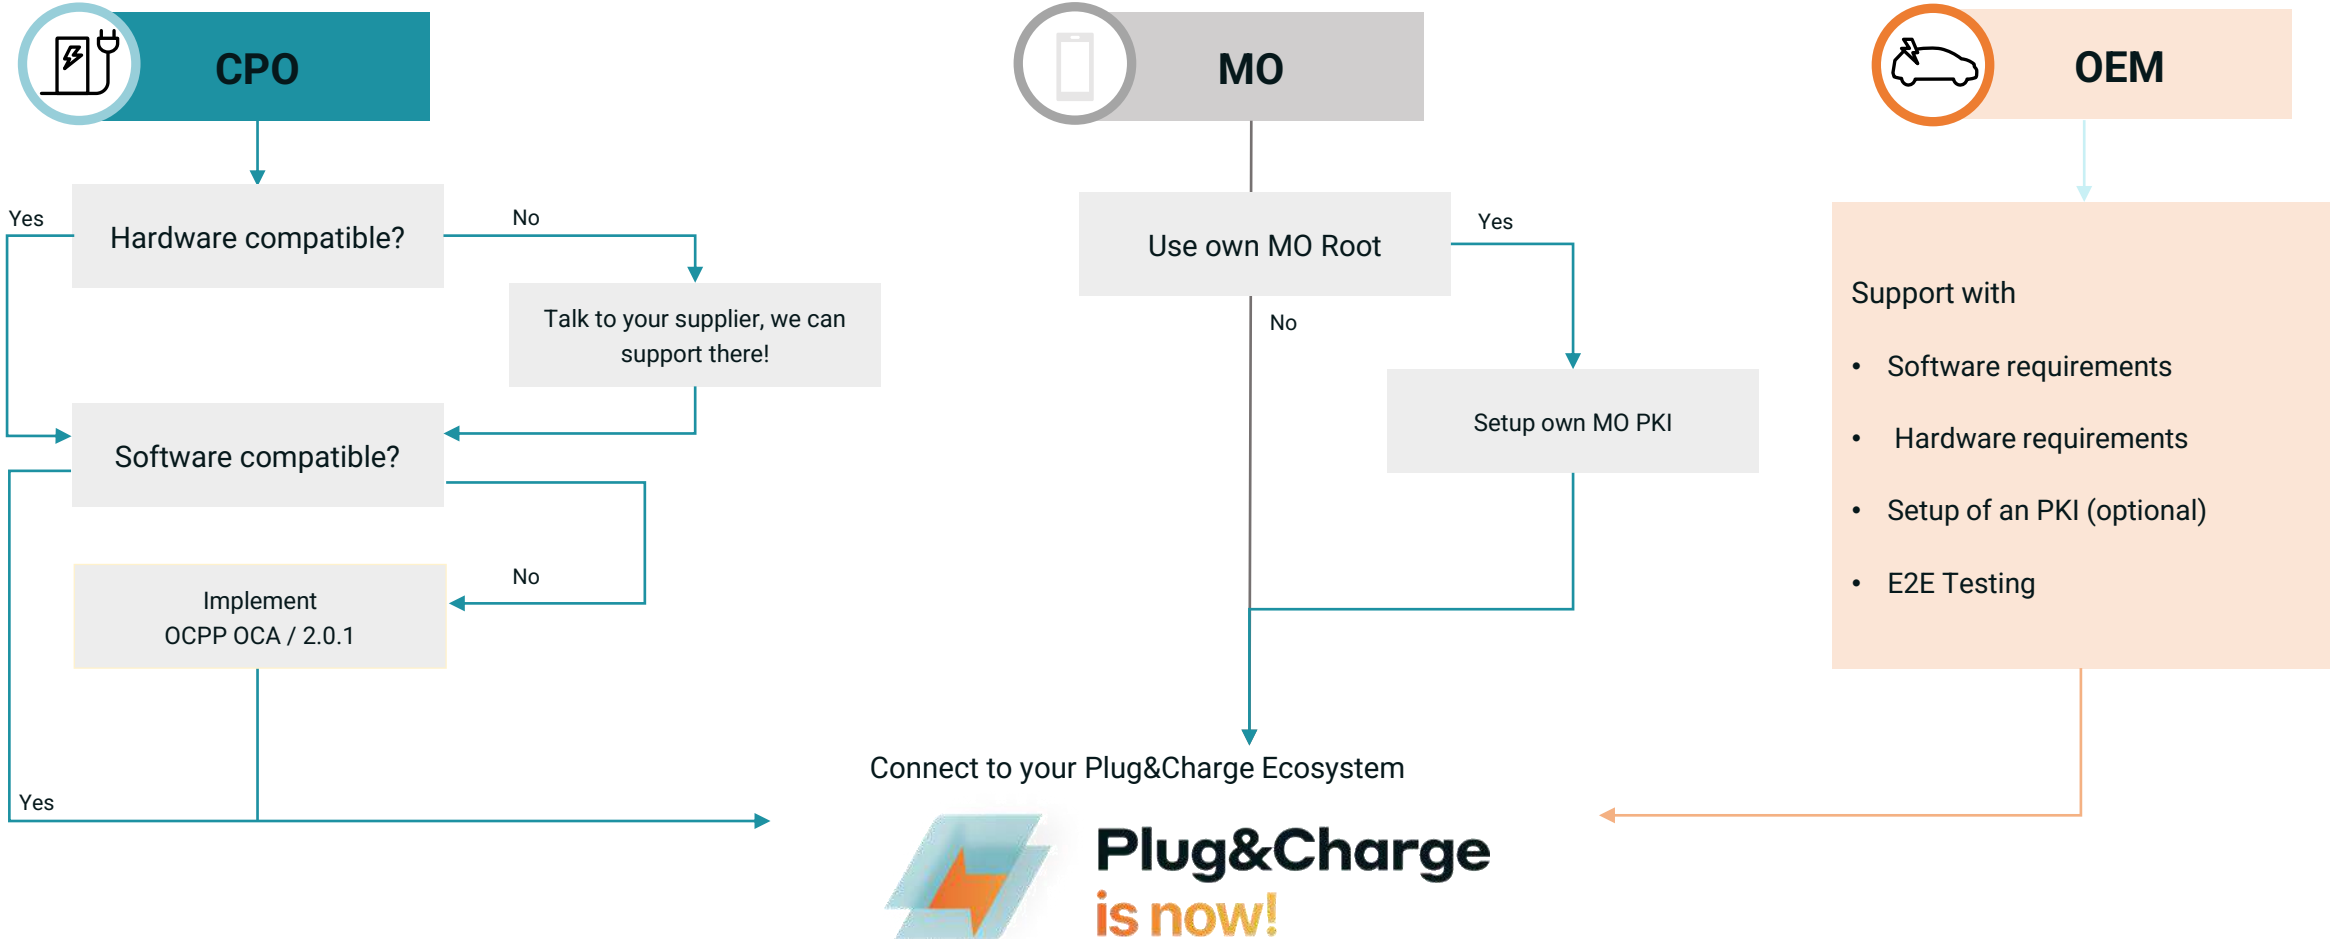 CPO
Yes
Hardware compatible?
No
Talk to your supplier, we can
support there!
Software compatible?
No
Implement
OCPP OCA / 2.0.1
Yes
MO
Use own MO Root
Yes
No
Setup own MO PKI
OEM
Support with
• Software requirements
• Hardware requirements
• Setup of an PKI (optional)
• E2E Testing
Connect to your Plug&Charge Ecosystem
Plug&Charge
is now!